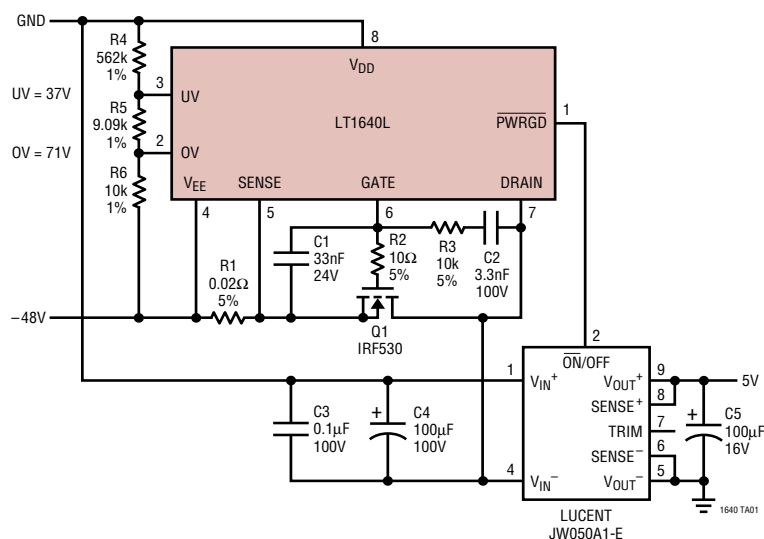 GND
R4
562k
1%
UV = 37V
R5
9.09k
1%
OV = 71V
R6
10k
1%
8
VDD
3
UV
2
OV
LT1640L
PWRGD
1
VEE
SENSE
GATE
DRAIN
4
5
6
7
R1
0.02Ω
5%
C1
33nF
24V
R2
10Ω
5%
R3
10k
5%
C2
3.3nF
100V
–48V
Q1
IRF530
2
ON/OFF
1
VIN+
VOUT+
9
5V
SENSE+
8
TRIM
7
SENSE–
6
4
VIN–
VOUT–
5
C3
0.1µF
100V
+
C4
100µF
100V
+
C5
100µF
16V
1640 TA01
LUCENT
JW050A1-E